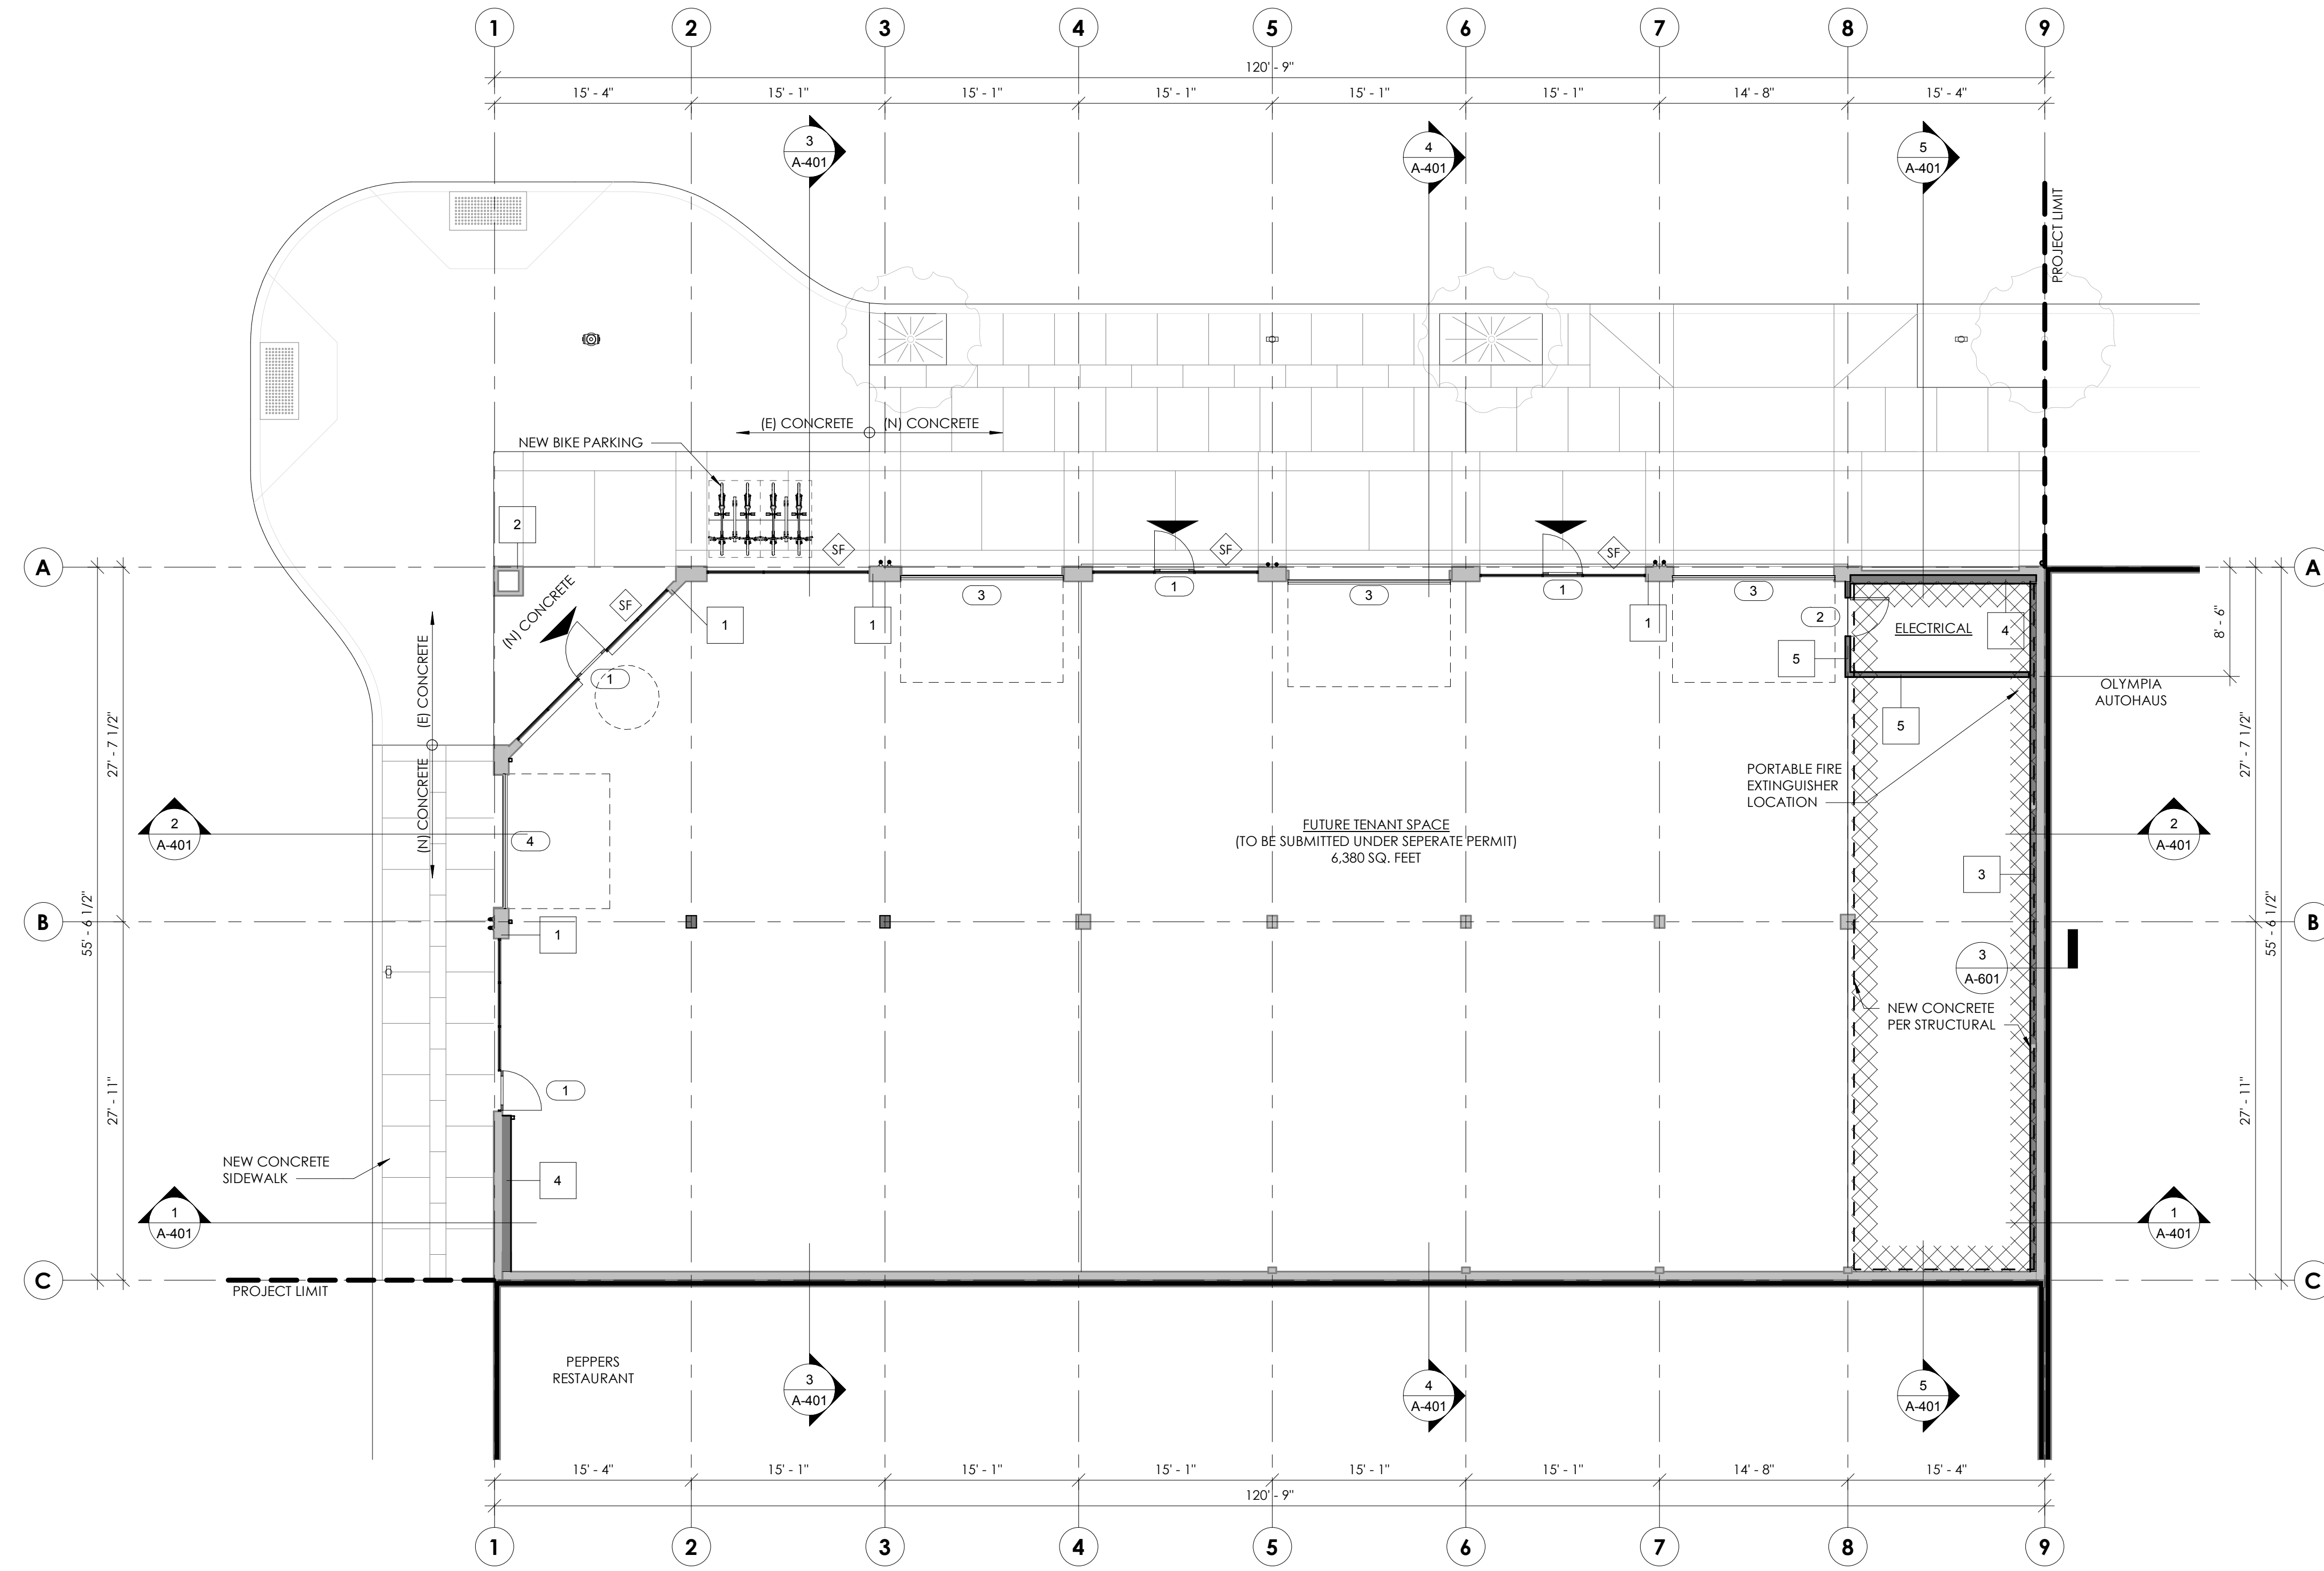 1 2 3 4 5 6 7 8 9
120' - 9"
15' - 4" 15' - 1" 15' - 1" 15' - 1" 15' - 1" 15' - 1" 14' - 8" 15' - 4"
3
A-401
4
A-401
5
A-401
PROJECT LIMIT
(E) CONCRETE (N) CONCRETE
NEW BIKE PARKING
2
SF SF SF
A A
(N) CONCRETE
SF
1
1
1
3
1
3
1
1
3
2
ELECTRICAL
4
5
5
8' - 6"
OLYMPIA
AUTOHAUS
(E) CONCRETE
(N) CONCRETE
27' - 7 1/2"
27' - 7 1/2"
PORTABLE FIRE
EXTINGUISHER
LOCATION
2
A-401
4
FUTURE TENANT SPACE
(TO BE SUBMITTED UNDER SEPERATE PERMIT)
6,380 SQ. FEET
2
A-401
3
B B
55' - 6 1/2"
55' - 6 1/2"
1
3
A-601
NEW CONCRETE
PER STRUCTURAL
1
27' - 11"
27' - 11"
NEW CONCRETE
SIDEWALK
4
1
A-401
1
A-401
C C
PROJECT LIMIT
PEPPERS
RESTAURANT
3
A-401
4
A-401
5
A-401
15' - 4" 15' - 1" 15' - 1" 15' - 1" 15' - 1" 15' - 1" 14' - 8" 15' - 4"
120' - 9"
1 2 3 4 5 6 7 8 9